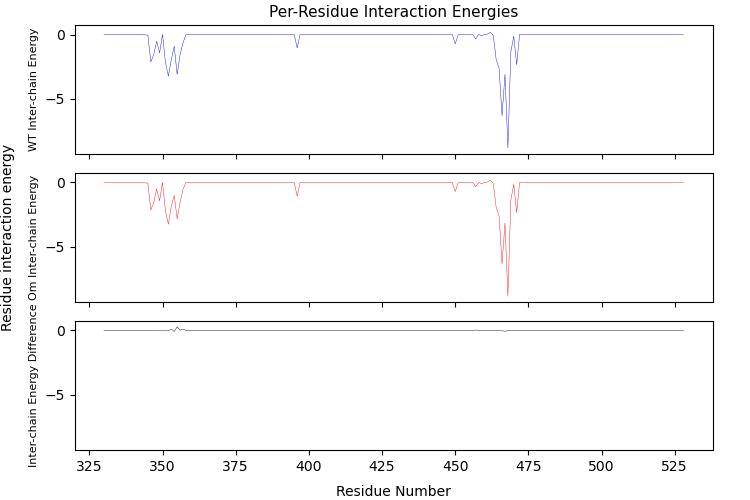 Per-Residue Interaction Energies
Residue interaction energy
WT Inter-chain Energy
0
−5
Om Inter-chain Energy
0
−5
Inter-chain Energy Difference
0
−5
325 350 375 400 425 450 475 500 525
Residue Number